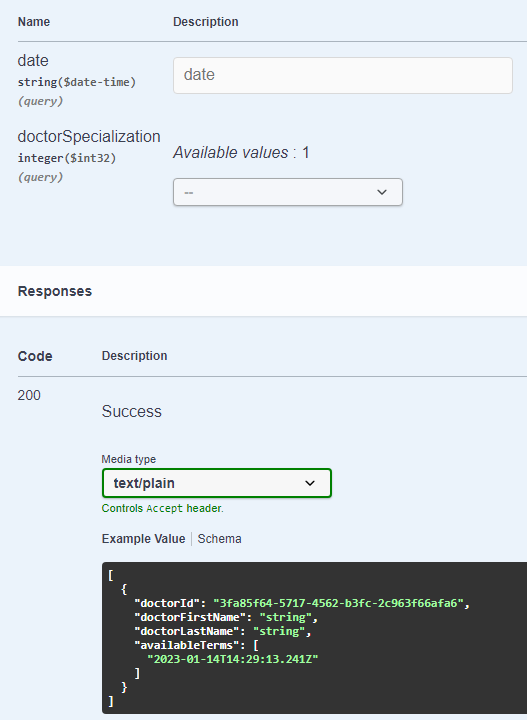 Name Description
date
string($date-time)
(query)
date
doctorSpecialization
integer($int32)
(query)
Available values : 1
--
Responses
Code Description
200
Success
Media type
text/plain
Controls Accept header.
Example Value Schema
[
  {
    "doctorId": "3fa85f64-5717-4562-b3fc-2c963f66afa6",
    "doctorFirstName": "string",
    "doctorLastName": "string",
    "availableTerms": [
      "2023-01-14T14:29:13.241Z"
    ]
  }
]